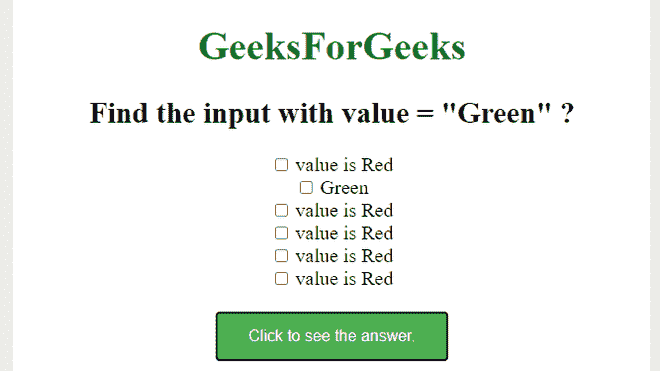 GeeksForGeeks
Find the input with value = "Green" ?
value is Red
Green
value is Red
value is Red
value is Red
value is Red
Click to see the answer.